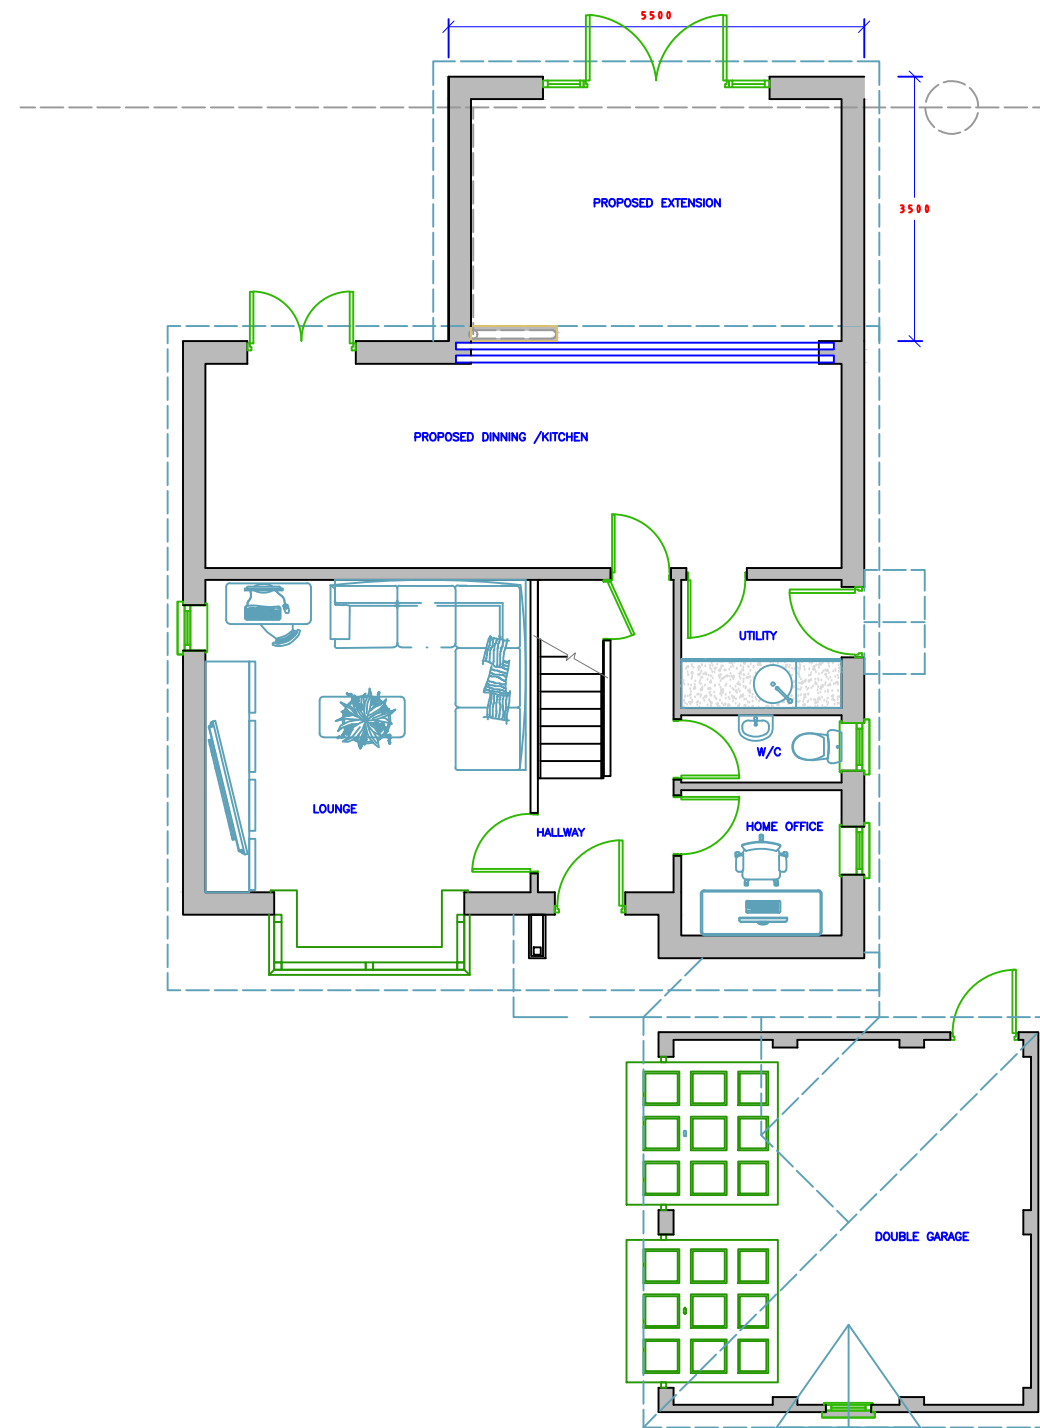 5500
PROPOSED EXTENSION
3500
PROPOSED DINNING /KITCHEN
UTILITY
W/C
LOUNGE
HALLWAY
HOME OFFICE
DOUBLE GARAGE